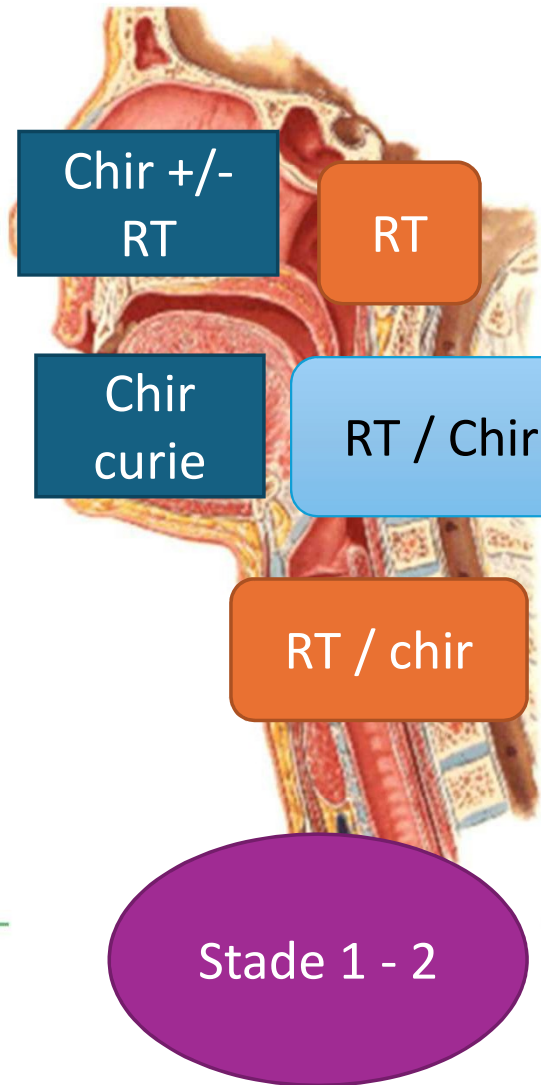 Chir +/-
RT
RT
Chir
curie
RT / Chir
RT / chir
Stade 1 - 2